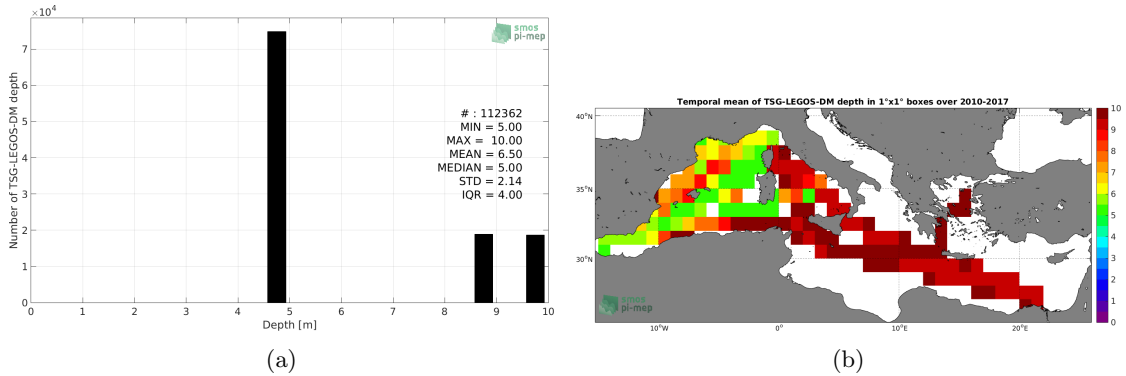 ×10⁴
smos
pi-mep
Number of TSG-LEGOS-DM depth
7
6
5
4
3
2
1
0
# : 112362
MIN = 5.00
MAX = 10.00
MEAN = 6.50
MEDIAN = 5.00
STD = 2.14
IQR = 4.00
0 1 2 3 4 5 6 7 8 9 10
Depth [m]
(a)
Temporal mean of TSG-LEGOS-DM depth in 1°x1° boxes over 2010-2017
40°N
35°N
30°N
10°W 0° 10°E 20°E
smos
pi-mep
10
9
8
7
6
5
4
3
2
1
0
(b)